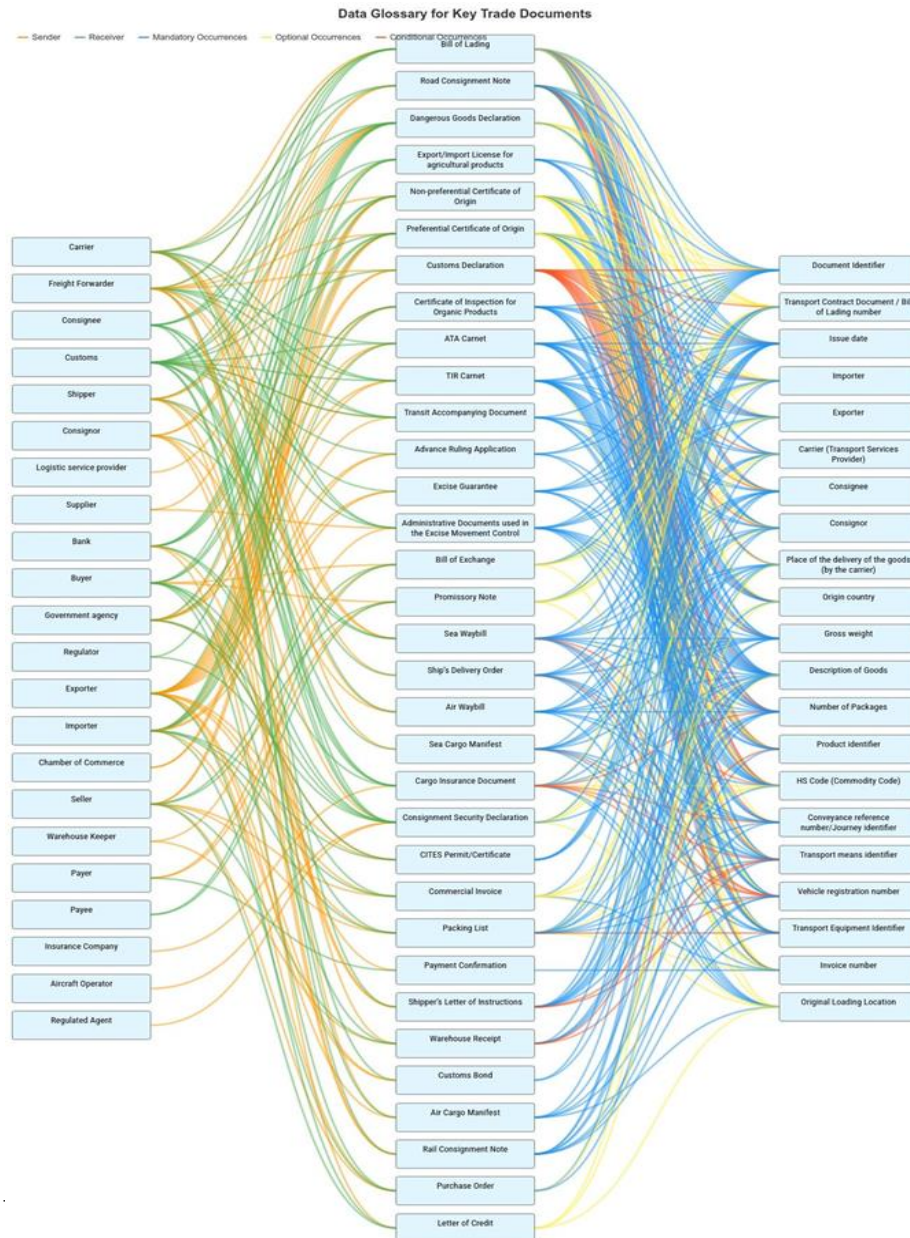 Data Glossary for Key Trade Documents
Sender
Receiver
Mandatory Occurrences
Optional Occurrences
Conditional Occurrences
Carrier
Freight Forwarder
Consignee
Customs
Shipper
Consignor
Logistic service provider
Supplier
Bank
Buyer
Government agency
Regulator
Exporter
Importer
Chamber of Commerce
Seller
Warehouse Keeper
Payer
Payee
Insurance Company
Aircraft Operator
Regulated Agent
Bill of Lading
Road Consignment Note
Dangerous Goods Declaration
Export/Import License for
agricultural products
Non-preferential Certificate of
Origin
Preferential Certificate of Origin
Customs Declaration
Certificate of Inspection for
Organic Products
ATA Carnet
TIR Carnet
Transit Accompanying Document
Advance Ruling Application
Excise Guarantee
Administrative Documents used in
the Excise Movement Control
Bill of Exchange
Promissory Note
Sea Waybill
Ship's Delivery Order
Air Waybill
Sea Cargo Manifest
Cargo Insurance Document
Consignment Security Declaration
CITES Permit/Certificate
Commercial Invoice
Packing List
Payment Confirmation
Shipper's Letter of Instructions
Warehouse Receipt
Customs Bond
Air Cargo Manifest
Rail Consignment Note
Purchase Order
Letter of Credit
Document Identifier
Transport Contract Document / Bill
of Lading number
Issue date
Importer
Exporter
Carrier (Transport Services
Provider)
Consignee
Consignor
Place of the delivery of the goods
(by the carrier)
Origin country
Gross weight
Description of Goods
Number of Packages
Product identifier
HS Code (Commodity Code)
Conveyance reference
number/Journey identifier
Transport means identifier
Vehicle registration number
Transport Equipment Identifier
Invoice number
Original Loading Location